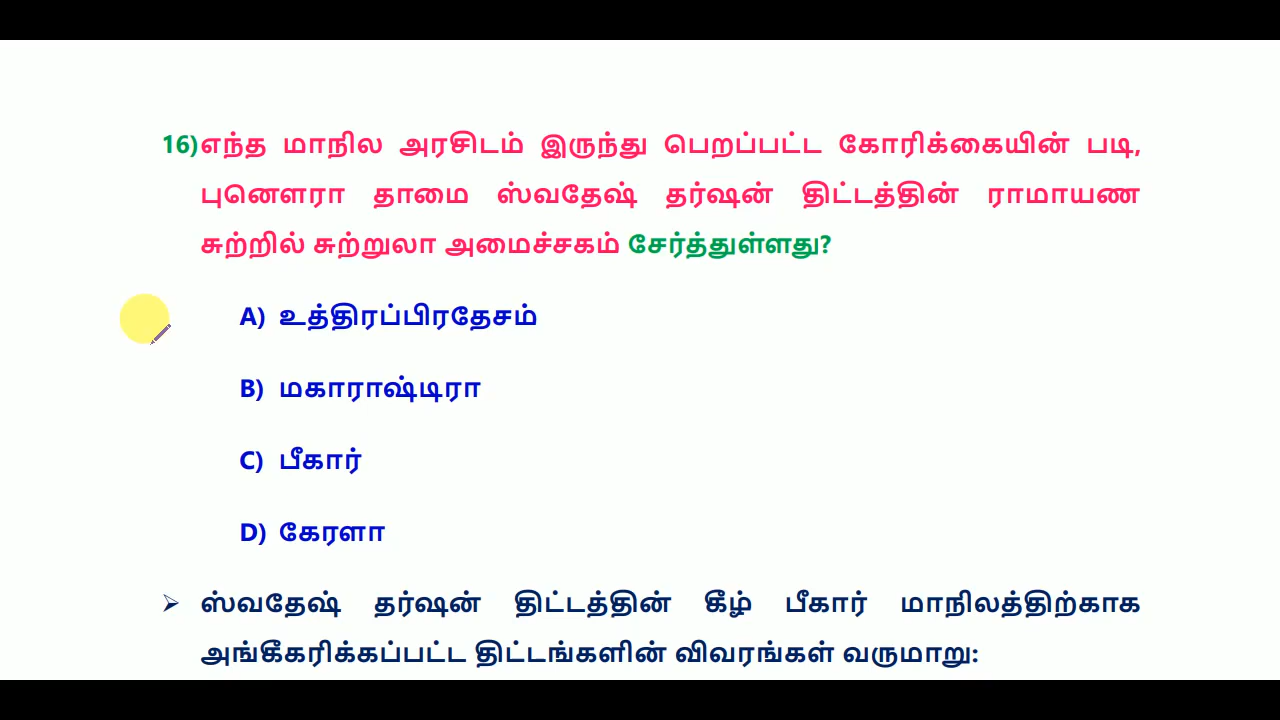 16)எந்த மாநில அரசிடம் இருந்து பெறப்பட்ட கோரிக்கையின் படி,
புனௌரா தாமை ஸ்வதேஷ் தர்ஷன் திட்டத்தின் ராமாயண
சுற்றில் சுற்றுலா அமைச்சகம் சேர்த்துள்ளது?
A) உத்திரப்பிரதேசம்
B) மகாராஷ்டிரா
C) பீகார்
D) கேரளா
➢ ஸ்வதேஷ் தர்ஷன் திட்டத்தின் கீழ் பீகார் மாநிலத்திற்காக
அங்கீகரிக்கப்பட்ட திட்டங்களின் விவரங்கள் வருமாறு: